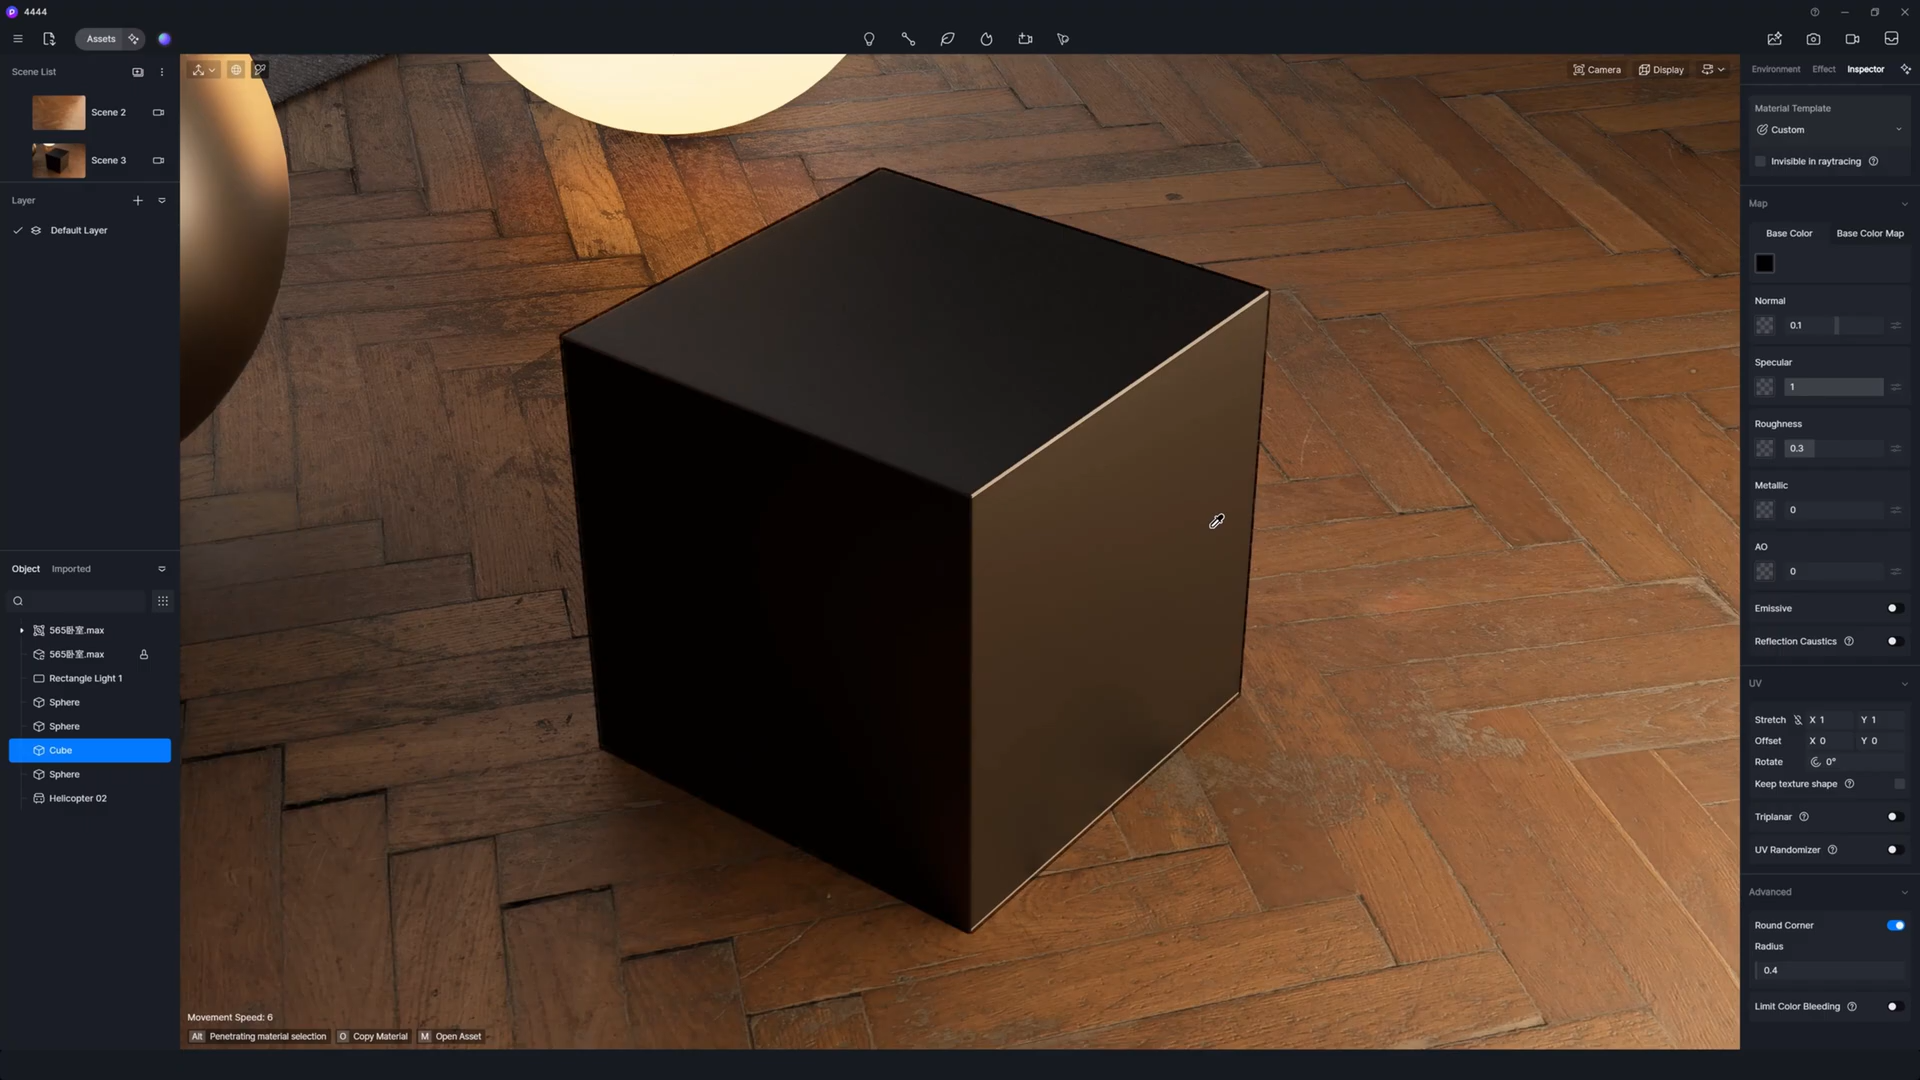 4444
Assets
Scene List
Scene 2
Scene 3
Layer
Default Layer
Object
Imported
565卧室.max
565卧室.max
Rectangle Light 1
Sphere
Sphere
Cube
Sphere
Helicopter 02
Camera
Display
Movement Speed: 6
Alt Penetrating material selection O Copy Material M Open Asset
Environment Effect Inspector
Material Template
Custom
Invisible in raytracing
Map
Base Color Base Color Map
Normal
0.1
Specular
1
Roughness
0.3
Metallic
0
AO
0
Emissive
Reflection Caustics
UV
Stretch X 1 Y 1
Offset X 0 Y 0
Rotate 0°
Keep texture shape
Triplanar
UV Randomizer
Advanced
Round Corner
Radius
0.4
Limit Color Bleeding